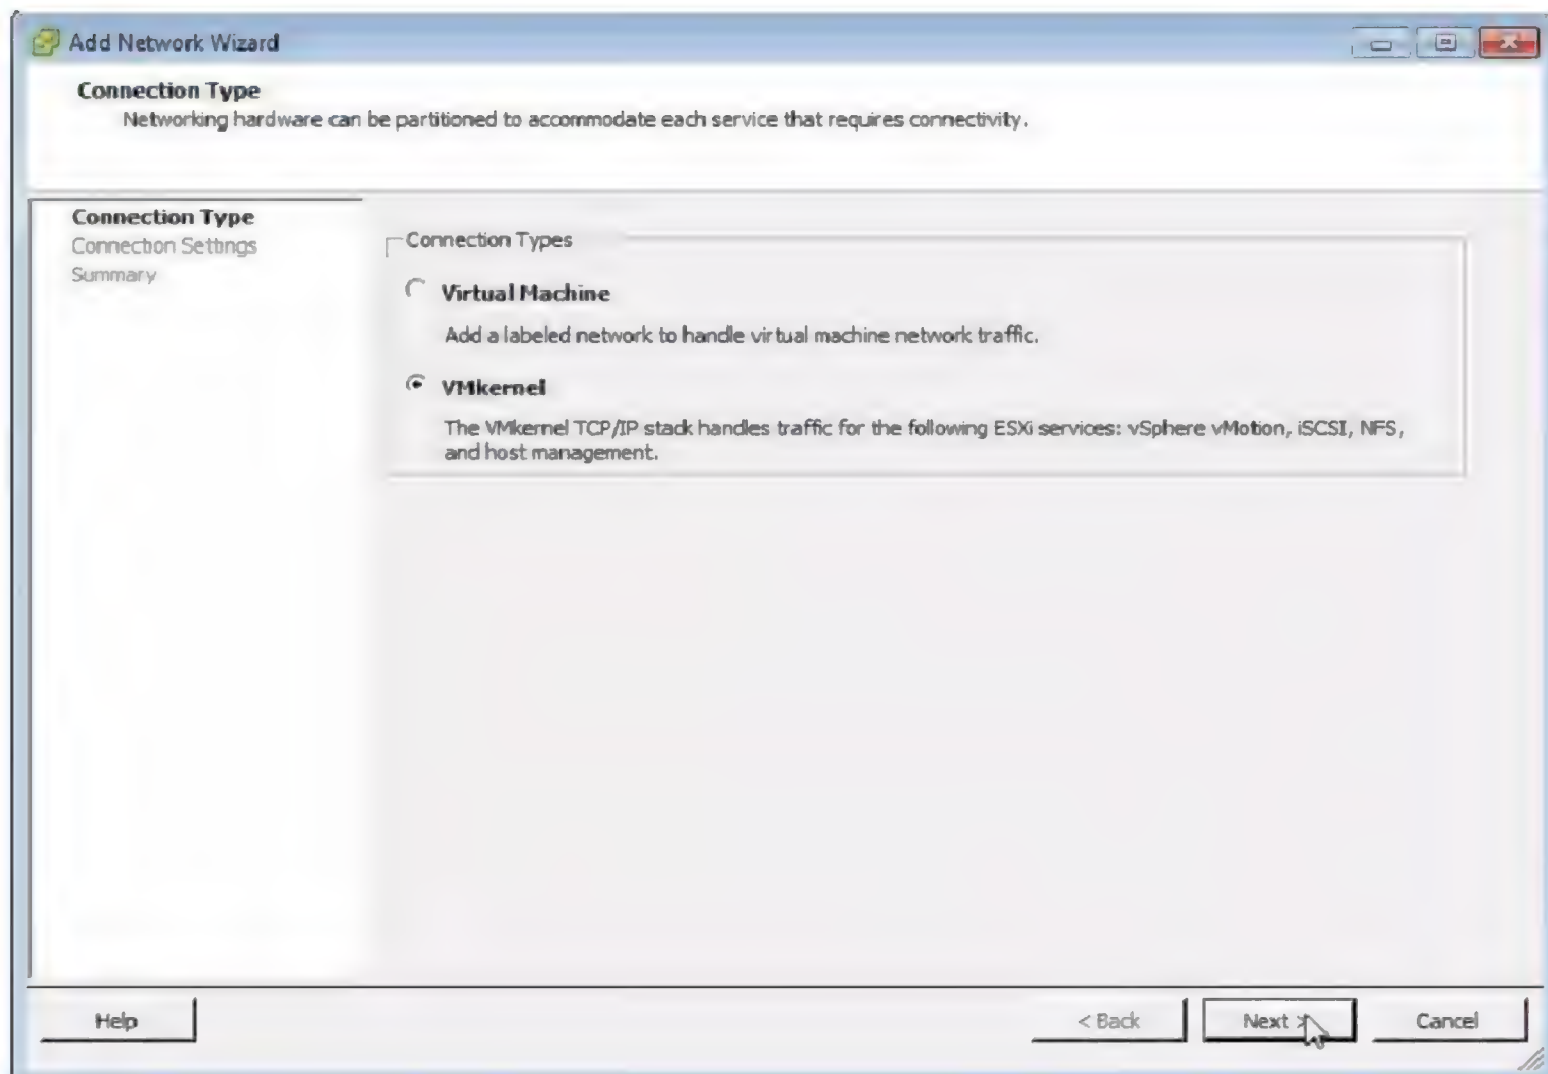 Add Network Wizard
Connection Type
Networking hardware can be partitioned to accommodate each service that requires connectivity.
Connection Type
Connection Settings
Summary
Connection Types
Virtual Machine
Add a labeled network to handle virtual machine network traffic.
VMkernel
The VMkernel TCP/IP stack handles traffic for the following ESXi services: vSphere vMotion, iSCSI, NFS,
and host management.
Help
< Back
Next >
Cancel